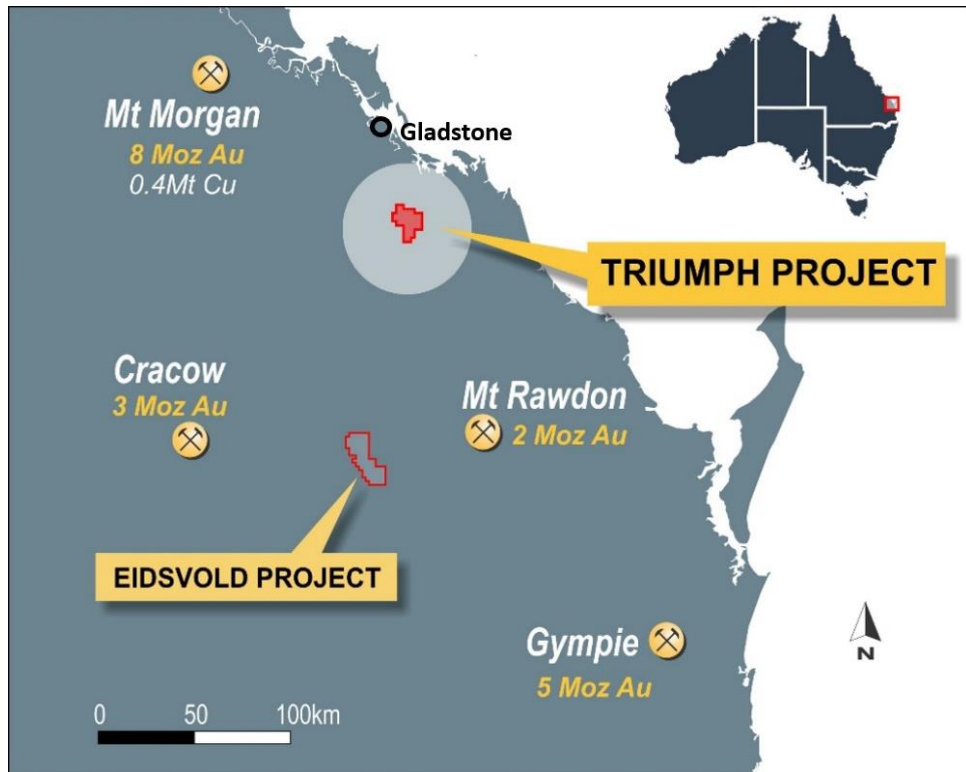 Mt Morgan
8 Moz Au
0.4Mt Cu
Gladstone
TRIUMPH PROJECT
Cracow
3 Moz Au
Mt Rawdon
2 Moz Au
EIDSVOLD PROJECT
Gympie
5 Moz Au
N
0 50 100km